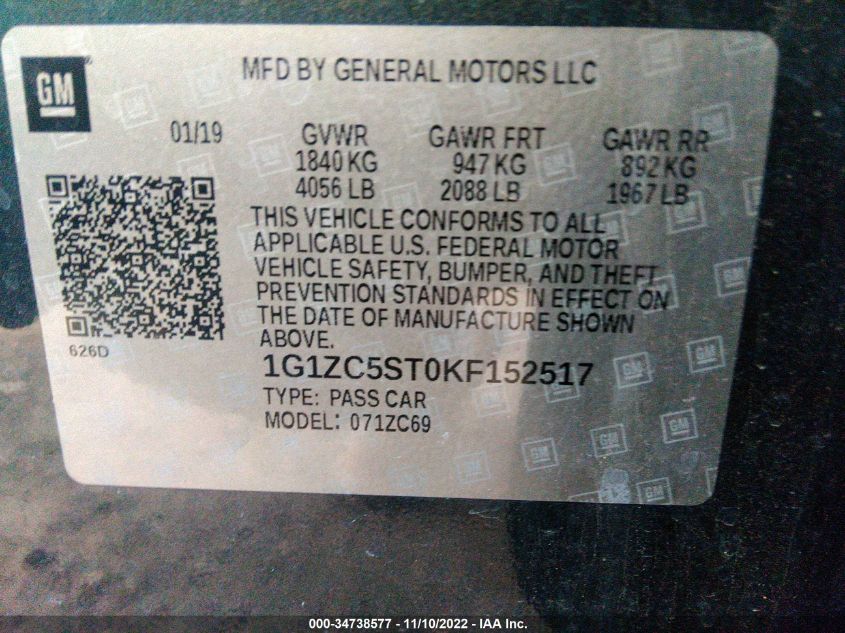 GM
MFD BY GENERAL MOTORS LLC
01/19 GVWR GAWR FRT GAWR RR
1840 KG 947 KG 892 KG
4056 LB 2088 LB 1967 LB
THIS VEHICLE CONFORMS TO ALL
APPLICABLE U.S. FEDERAL MOTOR
VEHICLE SAFETY, BUMPER, AND THEFT
PREVENTION STANDARDS IN EFFECT ON
THE DATE OF MANUFACTURE SHOWN
ABOVE.
626D
1G1ZC5ST0KF152517
TYPE: PASS CAR
MODEL: 071ZC69
000-34738577 — 11/10/2022 — IAA Inc.